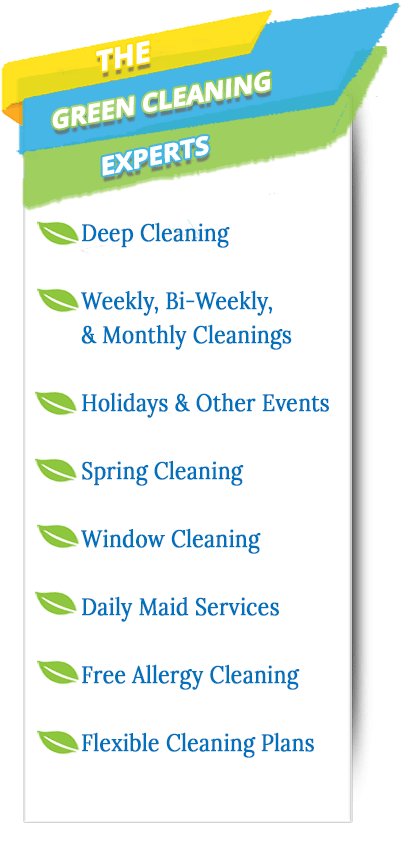 THE
GREEN CLEANING
EXPERTS
Deep Cleaning
Weekly, Bi-Weekly,
& Monthly Cleanings
Holidays & Other Events
Spring Cleaning
Window Cleaning
Daily Maid Services
Free Allergy Cleaning
Flexible Cleaning Plans